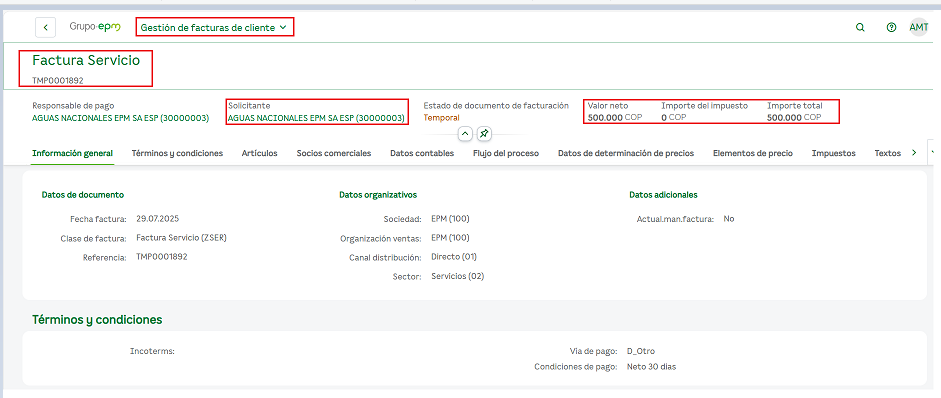 Grupo·epm Gestión de facturas de cliente AMT
Factura Servicio
TMP0001892
Responsable de pago Solicitante Estado de documento de facturación Valor neto Importe del impuesto Importe total
AGUAS NACIONALES EPM SA ESP (30000003) AGUAS NACIONALES EPM SA ESP (30000003) Temporal 500.000 COP 0 COP 500.000 COP
Información general Términos y condiciones Artículos Socios comerciales Datos contables Flujo del proceso Datos de determinación de precios Elementos de precio Impuestos Textos
Datos de documento Datos organizativos Datos adicionales
Fecha factura: 29.07.2025 Sociedad: EPM (100) Actual.man.factura: No
Clase de factura: Factura Servicio (ZSER) Organización ventas: EPM (100)
Referencia: TMP0001892 Canal distribución: Directo (01)
Sector: Servicios (02)
Términos y condiciones
Incoterms: Vía de pago: D_Otro
Condiciones de pago: Neto 30 días